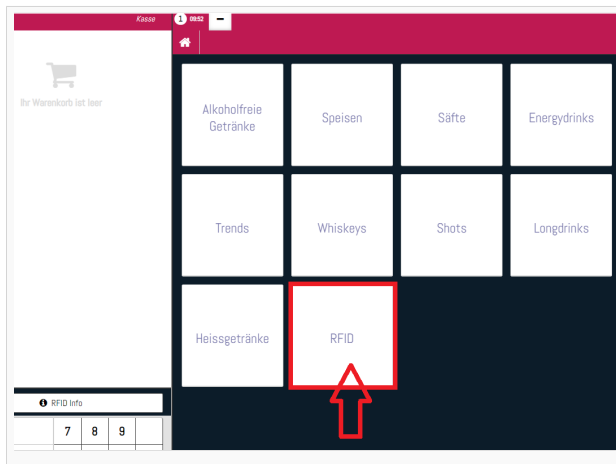 Kasse
1 08:52
Ihr Warenkorb ist leer
Alkoholfreie
Getränke
Speisen
Säfte
Energydrinks
Trends
Whiskeys
Shots
Longdrinks
Heissgetränke
RFID
RFID Info
7 8 9